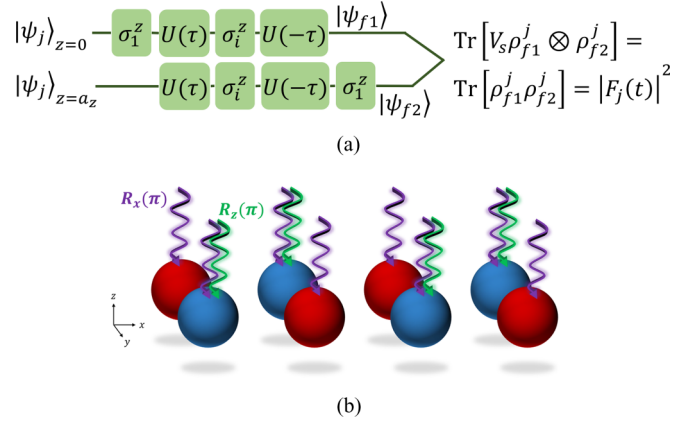 |ψ_j⟩_{z=0} σ_1^z U(τ) σ_i^z U(−τ) |ψ_{f1}⟩
|ψ_j⟩_{z=a_z} U(τ) σ_i^z U(−τ) σ_1^z |ψ_{f2}⟩
Tr[V_s ρ_{f1}^j ⊗ ρ_{f2}^j] =
Tr[ρ_{f1}^j ρ_{f2}^j] = |F_j(t)|^2
(a)
R_x(π)
R_z(π)
z
x
y
(b)